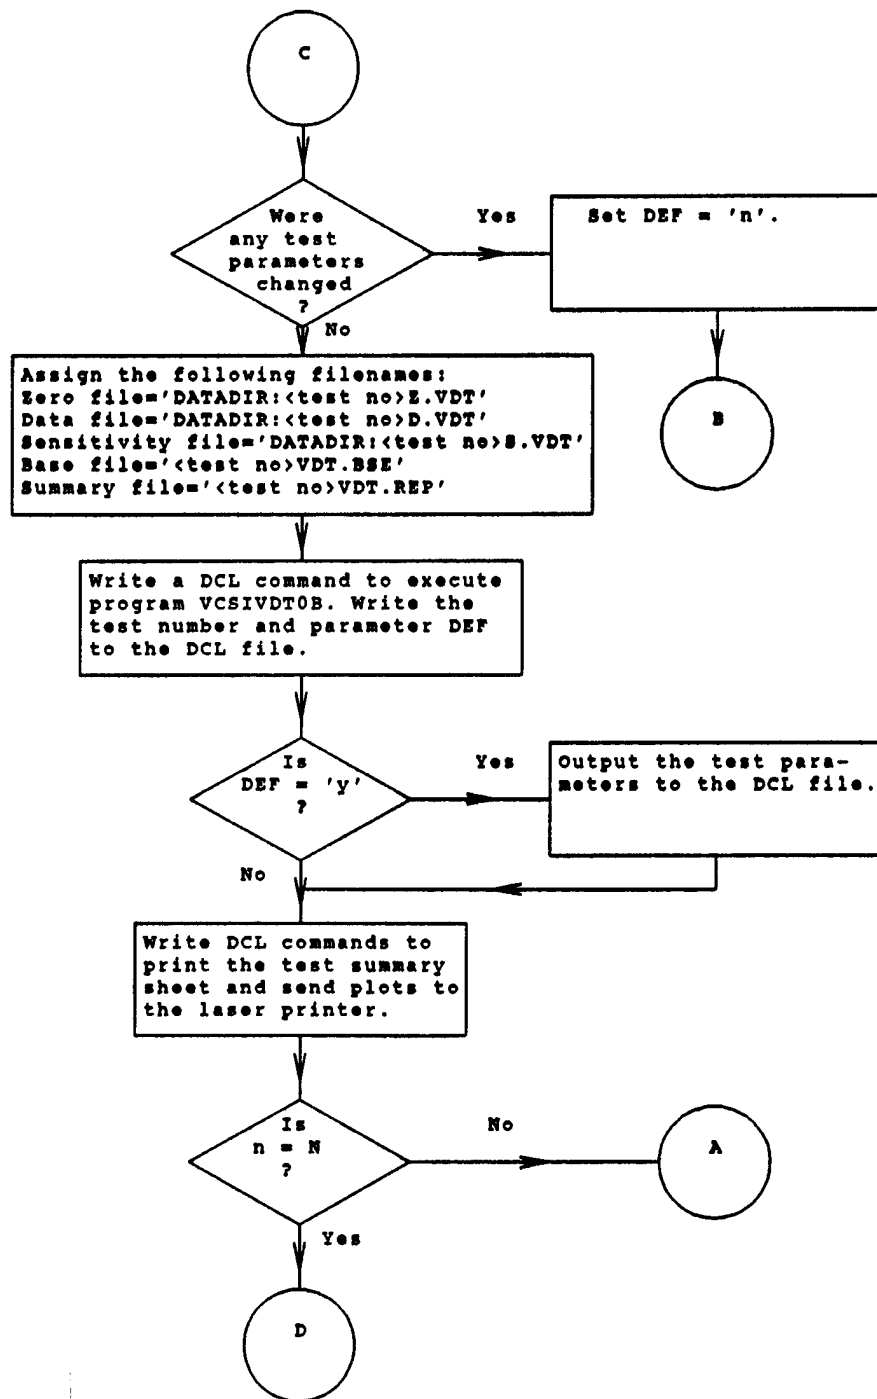 C
Were
any test
parameters
changed
?
Yes
Set DEF = 'n'.
No
B
Assign the following filenames:
Zero file='DATADIR:<test no>Z.VDT'
Data file='DATADIR:<test no>D.VDT'
Sensitivity file='DATADIR:<test no>S.VDT'
Base file='<test no>VDT.BSE'
Summary file='<test no>VDT.REP'
Write a DCL command to execute
program VCSIVDT0B. Write the
test number and parameter DEF
to the DCL file.
Is
DEF = 'y'
?
Yes
Output the test para-
meters to the DCL file.
No
Write DCL commands to
print the test summary
sheet and send plots to
the laser printer.
Is
n = N
?
No
A
Yes
D